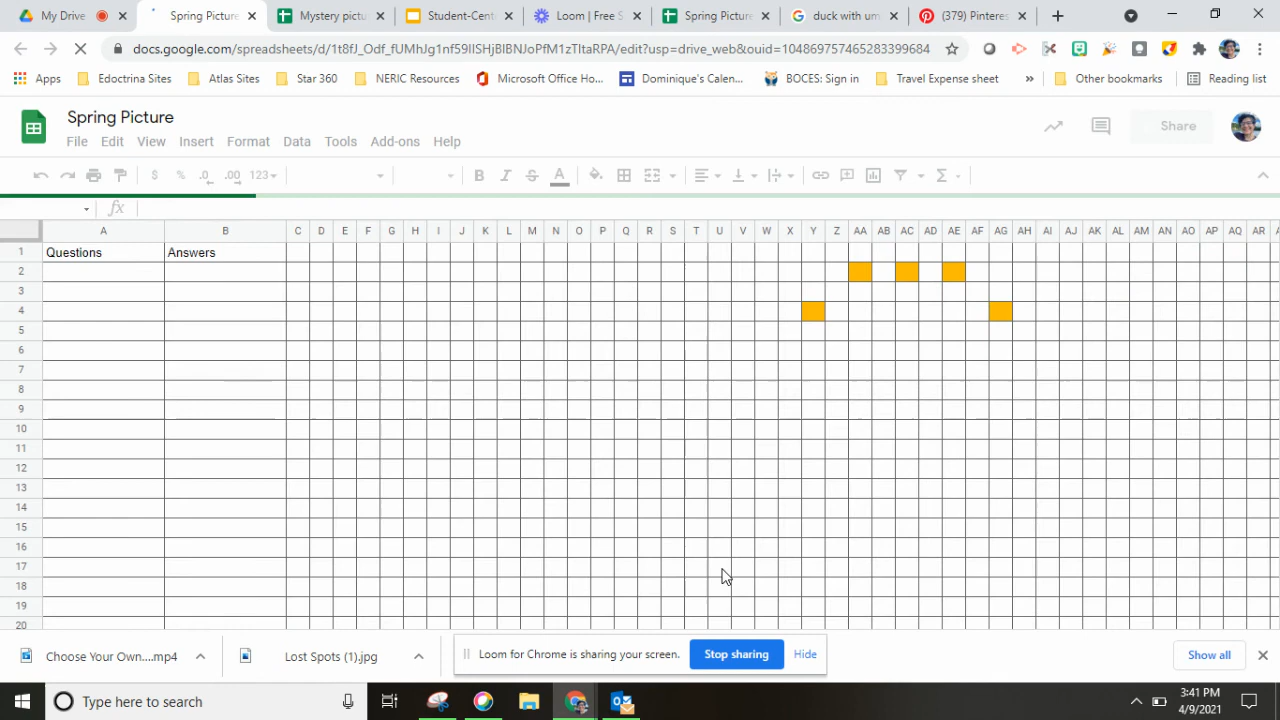 My Drive
Spring Picture
Mystery pictu
Student-Cent
Loom | Free S
Spring Picture
duck with um
(379) Pinteres
docs.google.com/spreadsheets/d/1t8fJ_Odf_fUMhJg1nf59IISHjBIBNJoPfM1zTltaRPA/edit?usp=drive_web&ouid=104869757465283399684
Apps
Edoctrina Sites
Atlas Sites
Star 360
NERIC Resources
Microsoft Office Ho...
Dominique's Calen...
BOCES: Sign in
Travel Expense sheet
»
Other bookmarks
Reading list
Spring Picture
File Edit View Insert Format Data Tools Add-ons Help
Share
$ % .0 .00 123 B I S A Σ
fx
A B C D E F G H I J K L M N O P Q R S T U V W X Y Z AA AB AC AD AE AF AG AH AI AJ AK AL AM AN AO AP AQ AR
1 Questions Answers
2
3
4
5
6
7
8
9
10
11
12
13
14
15
16
17
18
19
20
Choose Your Own....mp4
Lost Spots (1).jpg
Loom for Chrome is sharing your screen.
Stop sharing
Hide
Show all
Type here to search
3:41 PM
4/9/2021